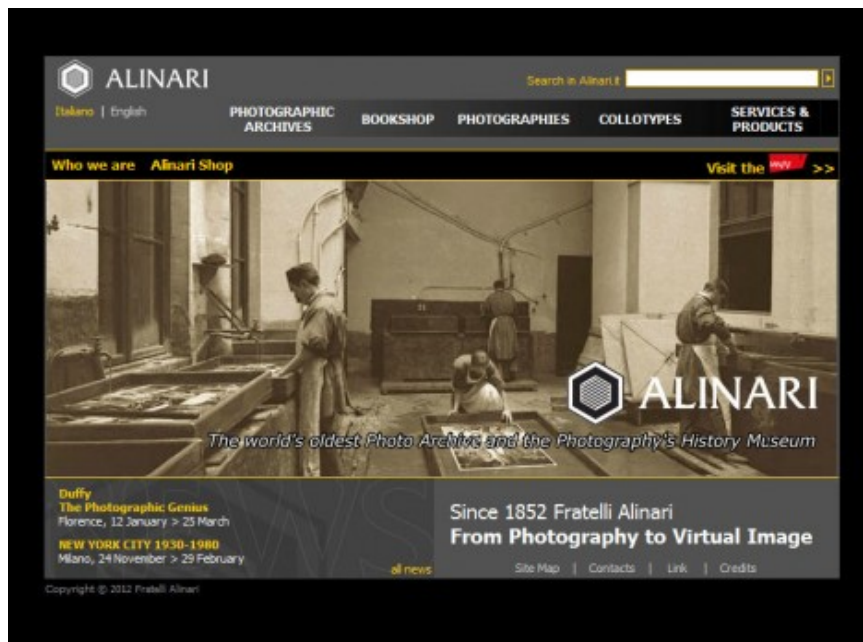 ALINARI
Search in Alinari.it
Italiano | English
PHOTOGRAPHIC
ARCHIVES
BOOKSHOP
PHOTOGRAPHIES
COLLOTYPES
SERVICES &
PRODUCTS
Who we are Alinari Shop
Visit the >>
ALINARI
The world's oldest Photo Archive and the Photography's History Museum
Duffy
The Photographic Genius
Florence, 12 January > 25 March
NEW YORK CITY 1930-1980
Milano, 24 November > 29 February
all news
Since 1852 Fratelli Alinari
From Photography to Virtual Image
Site Map | Contacts | Link | Credits
Copyright © 2012 Fratelli Alinari